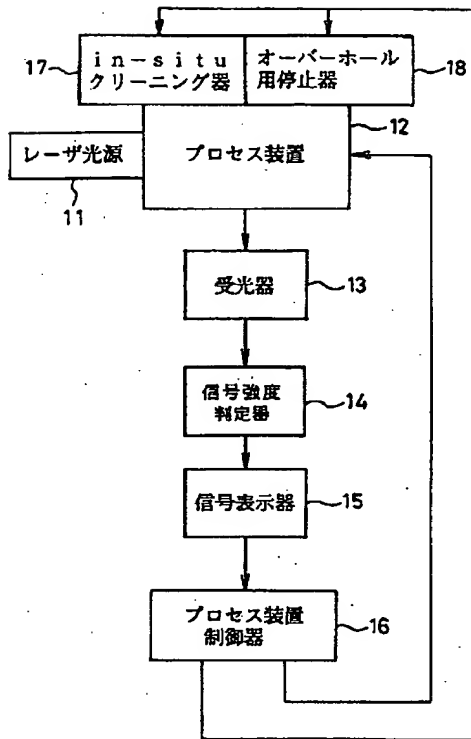 17
ｉｎ−ｓｉｔｕ
クリーニング器
オーバーホール
用停止器
18
12
レーザ光源
プロセス装置
11
受光器
13
信号強度
判定器
14
信号表示器
15
プロセス装置
制御器
16